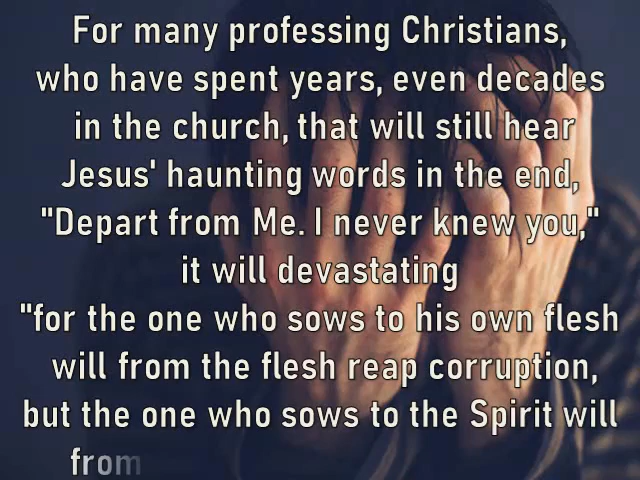 For many professing Christians,
who have spent years, even decades
in the church, that will still hear
Jesus' haunting words in the end,
"Depart from Me. I never knew you,"
it will devastating
"for the one who sows to his own flesh
will from the flesh reap corruption,
but the one who sows to the Spirit will
from